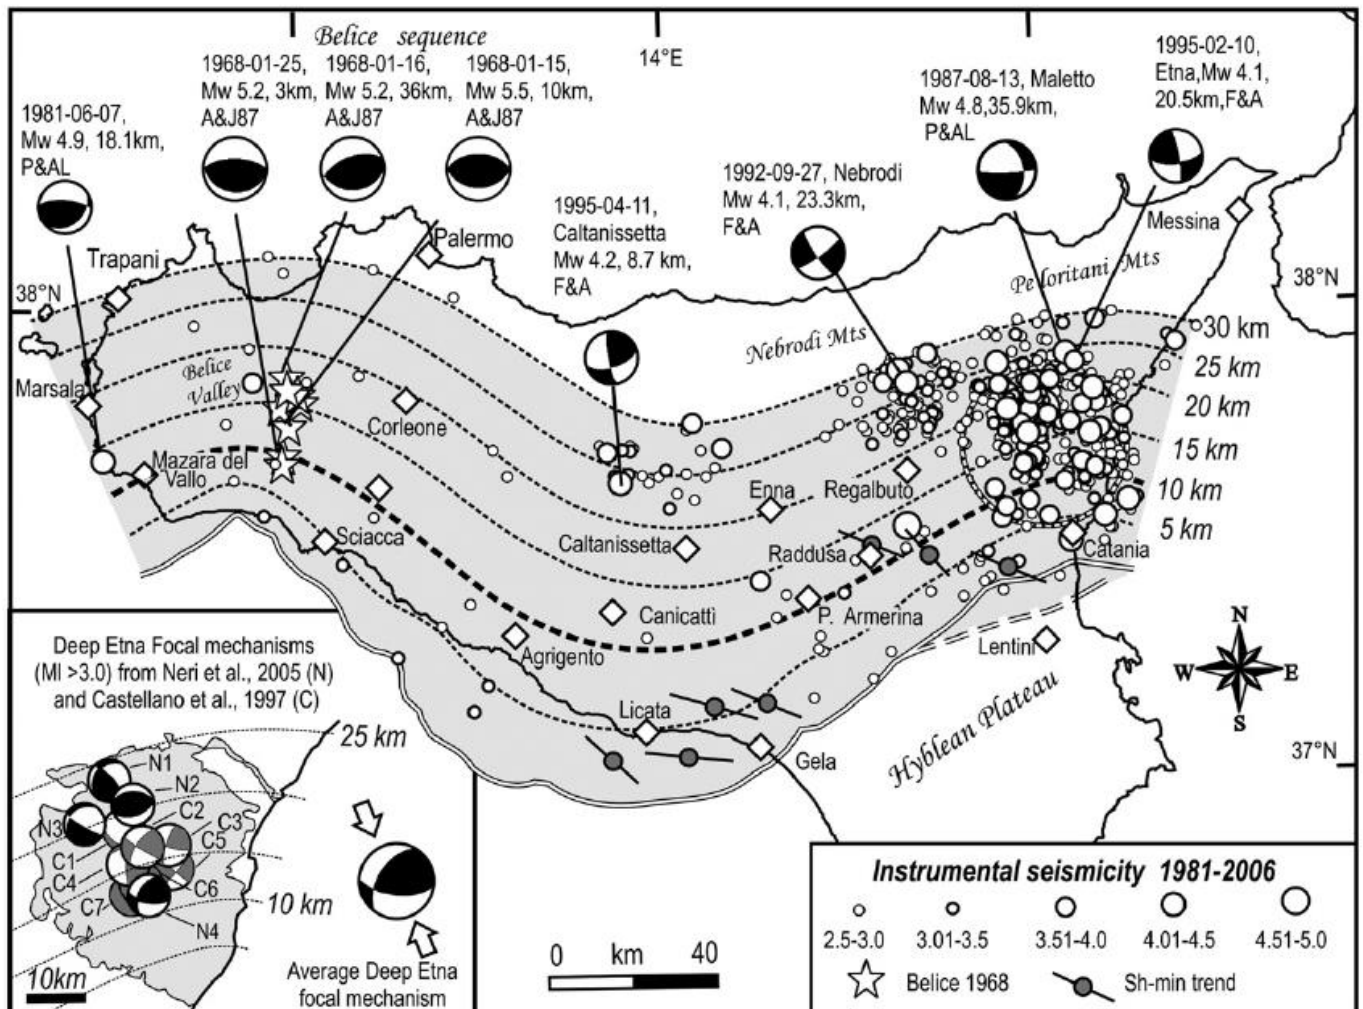 Belice sequence
1968-01-25,
Mw 5.2, 3km,
A&J87
1968-01-16,
Mw 5.2, 36km,
A&J87
1968-01-15,
Mw 5.5, 10km,
A&J87
14°E
1995-02-10,
Etna,Mw 4.1,
20.5km,F&A
1987-08-13, Maletto
Mw 4.8,35.9km,
P&AL
1981-06-07,
Mw 4.9, 18.1km,
P&AL
1992-09-27, Nebrodi
Mw 4.1, 23.3km,
F&A
1995-04-11,
Caltanissetta
Mw 4.2, 8.7 km,
F&A
Messina
Palermo
Trapani
Peloritani Mts
38°N
38°N
30 km
Nebrodi Mts
25 km
Belice
Valley
Marsala
20 km
Corleone
15 km
Mazara del
Vallo
Enna
Regalbuto
10 km
5 km
Sciacca
Caltanissetta
Raddusa
Catania
Canicattì
P. Armerina
Agrigento
Lentini
N
W
E
S
Licata
Gela
Hyblean Plateau
37°N
Deep Etna Focal mechanisms
(Ml >3.0) from Neri et al., 2005 (N)
and Castellano et al., 1997 (C)
25 km
N1
N2
C2
N3
C3
C5
C1
C4
C6
C7
N4
10 km
10km
Average Deep Etna
focal mechanism
0 km 40
Instrumental seismicity 1981-2006
2.5-3.0 3.01-3.5 3.51-4.0 4.01-4.5 4.51-5.0
Belice 1968 Sh-min trend